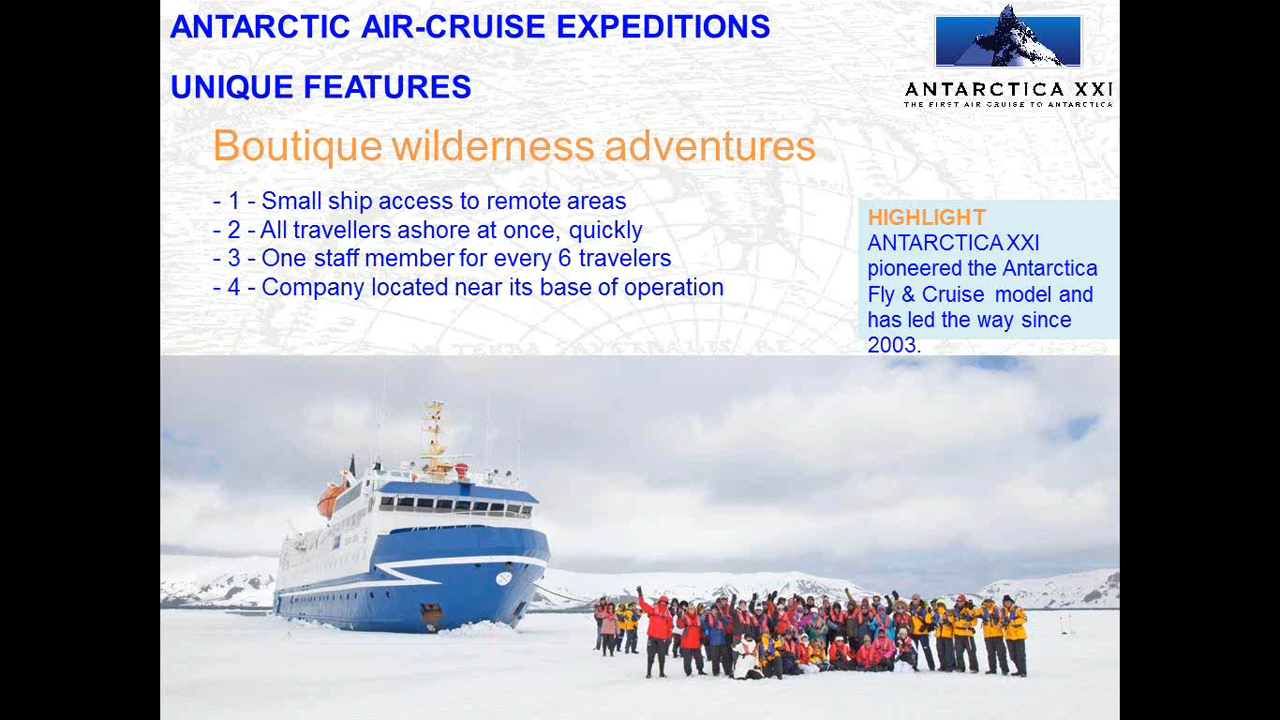 ANTARCTIC AIR-CRUISE EXPEDITIONS
UNIQUE FEATURES
ANTARCTICA XXI
THE FIRST AIR CRUISE TO ANTARCTICA
Boutique wilderness adventures
- 1 - Small ship access to remote areas
- 2 - All travellers ashore at once, quickly
- 3 - One staff member for every 6 travelers
- 4 - Company located near its base of operation
HIGHLIGHT
ANTARCTICA XXI
pioneered the Antarctica
Fly & Cruise model and
has led the way since
2003.
TERRA AUSTRALIS RE